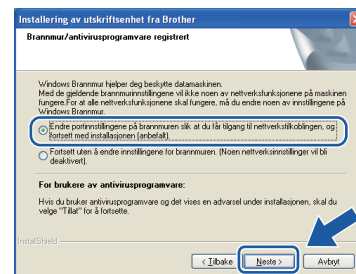 Installering av utskriftsenhet fra Brother
Brannmur/antivirusprogramvare registrert
Windows Brannmur hjelper deg beskytte datamaskinen.
Med de gjeldende brannmurinnstillingene vil ikke noen av nettverksfunksjonene på maskinen
fungere.For at alle nettverksfunksjonene skal fungere, må du endre noen av innstillingene på
Windows Brannmur.
Endre portinnstillingene på brannmuren slik at du får tilgang til nettverkstilkoblingen, og
fortsett med installasjonen (anbefalt).
Fortsett uten å endre innstillingene for brannmuren. (Noen nettverksinnstillinger vil bli
deaktivert).
For brukere av antivirusprogramvare:
Hvis du bruker antivirusprogramvare og det vises en advarsel under installasjonen, skal du
velge "Tillat" for å fortsette.
InstallShield
< Tilbake Neste > Avbryt